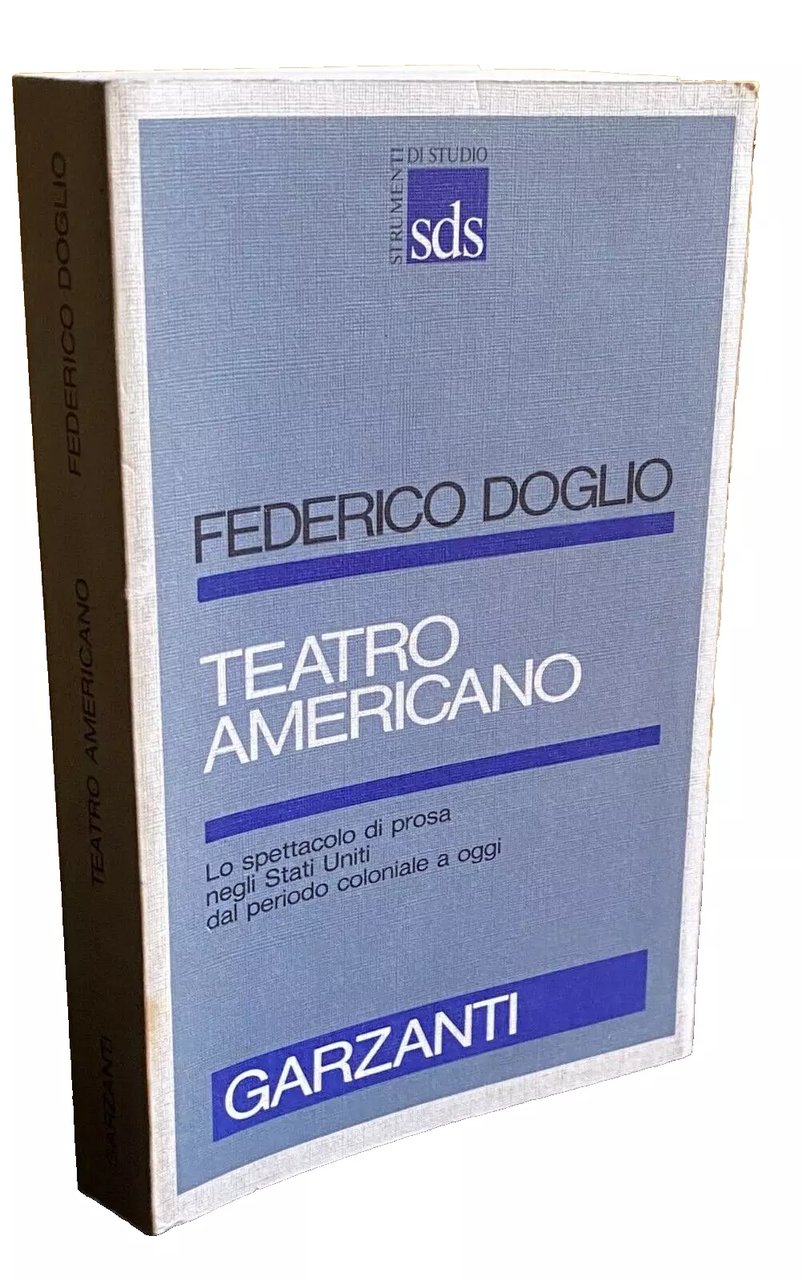 STRUMENTI
DI STUDIO
sds
FEDERICO DOGLIO
TEATRO
AMERICANO
Lo spettacolo di prosa
negli Stati Uniti
dal periodo coloniale a oggi
GARZANTI
FEDERICO DOGLIO
TEATRO AMERICANO
GARZANTI